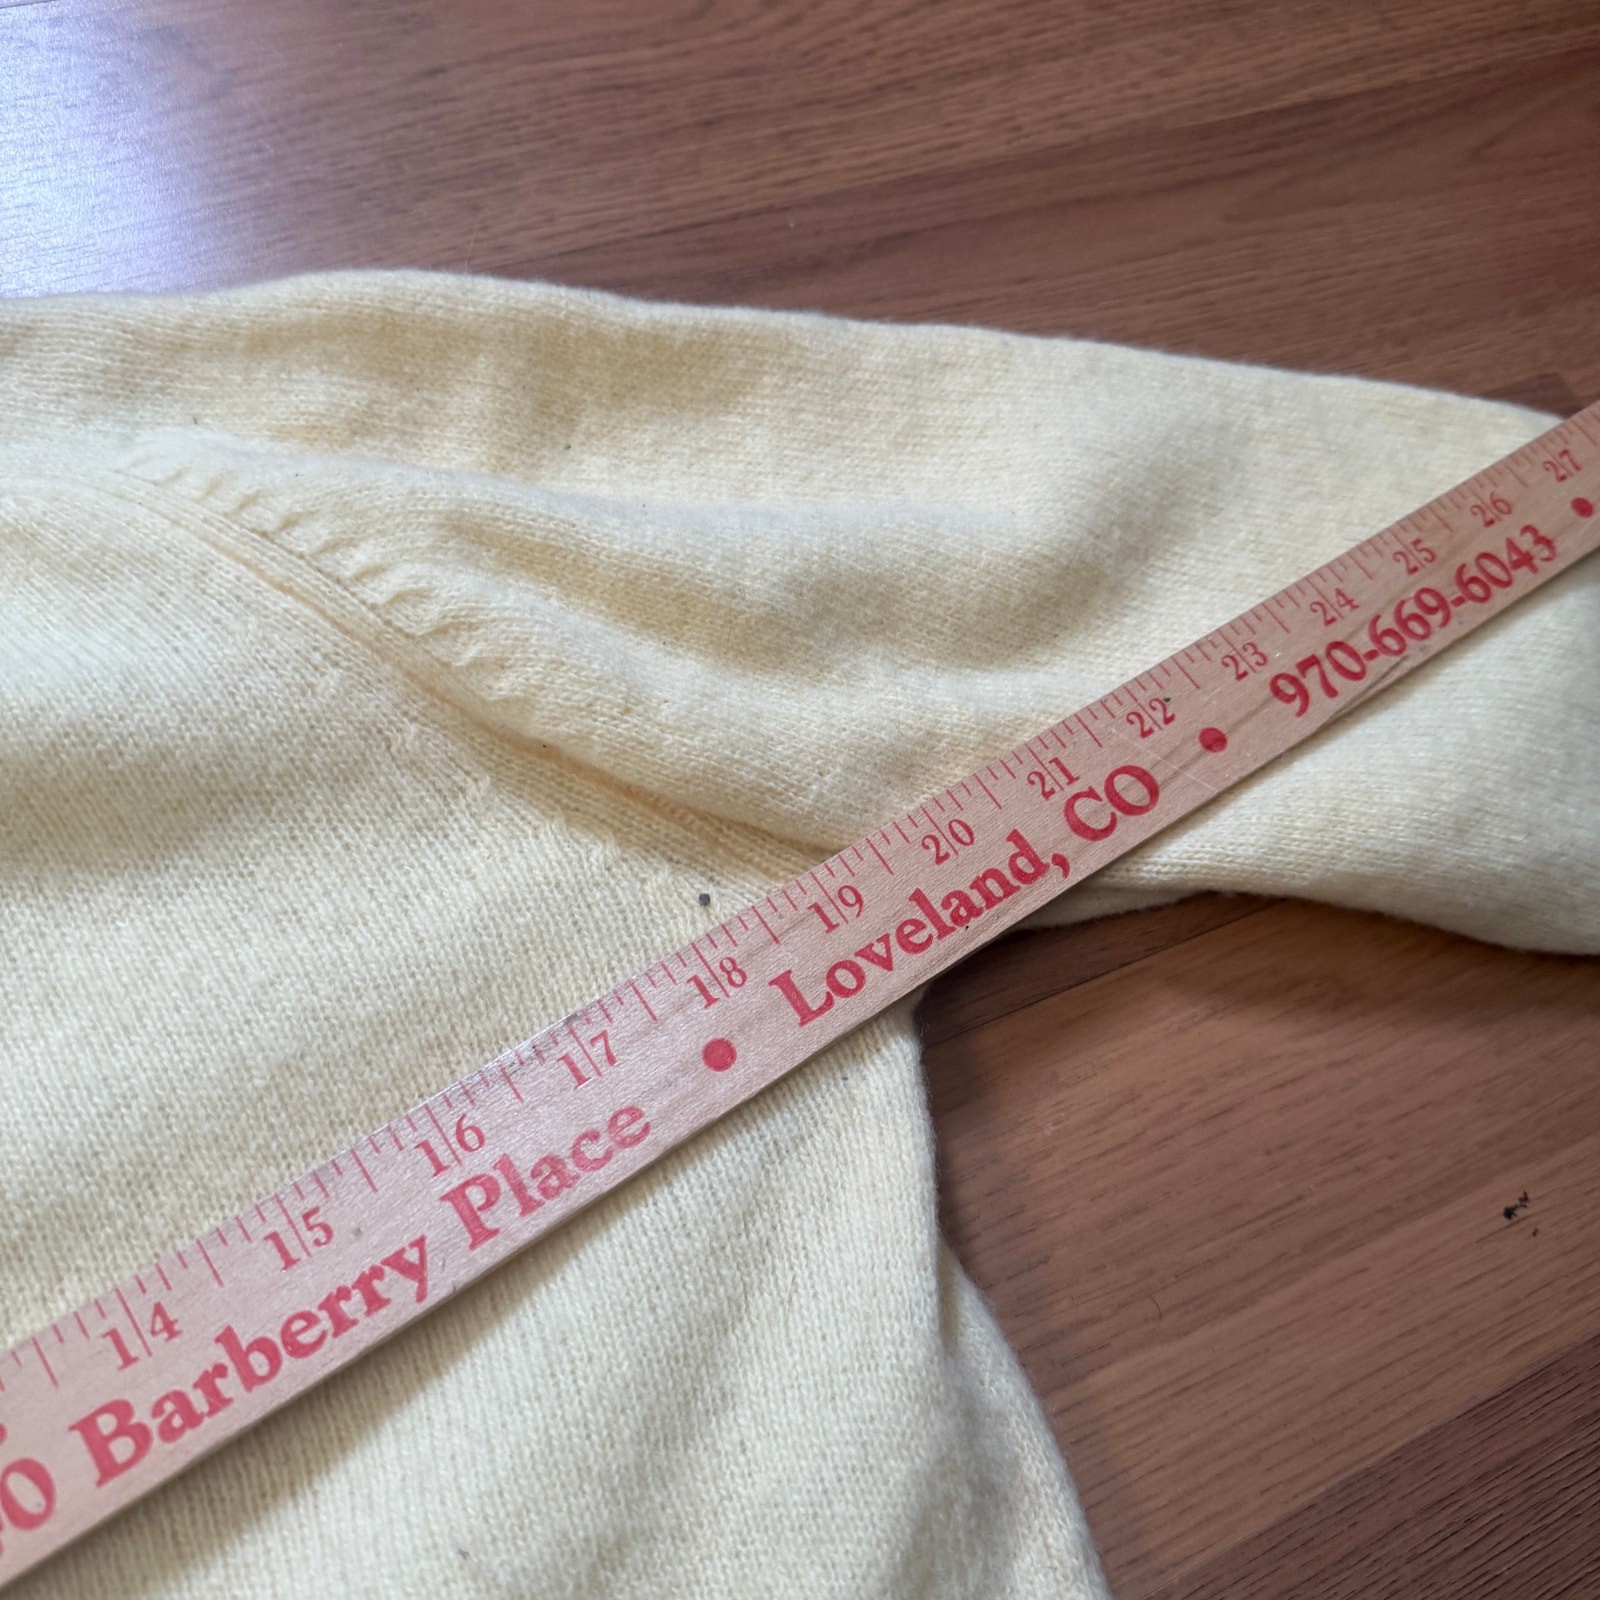 14 15 16 17 18 19 20 21 22 23 24 25 26 27
0 Barberry Place • Loveland, CO • 970-669-6043 •